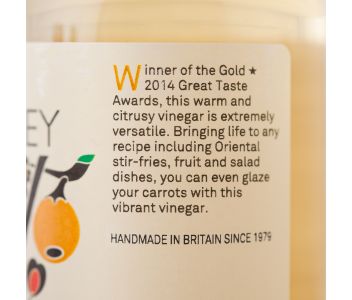 Winner of the Gold ★
2014 Great Taste
Awards, this warm and
citrusy vinegar is extremely
versatile. Bringing life to any
recipe including Oriental
stir-fries, fruit and salad
dishes, you can even glaze
your carrots with this
vibrant vinegar.
HANDMADE IN BRITAIN SINCE 1979